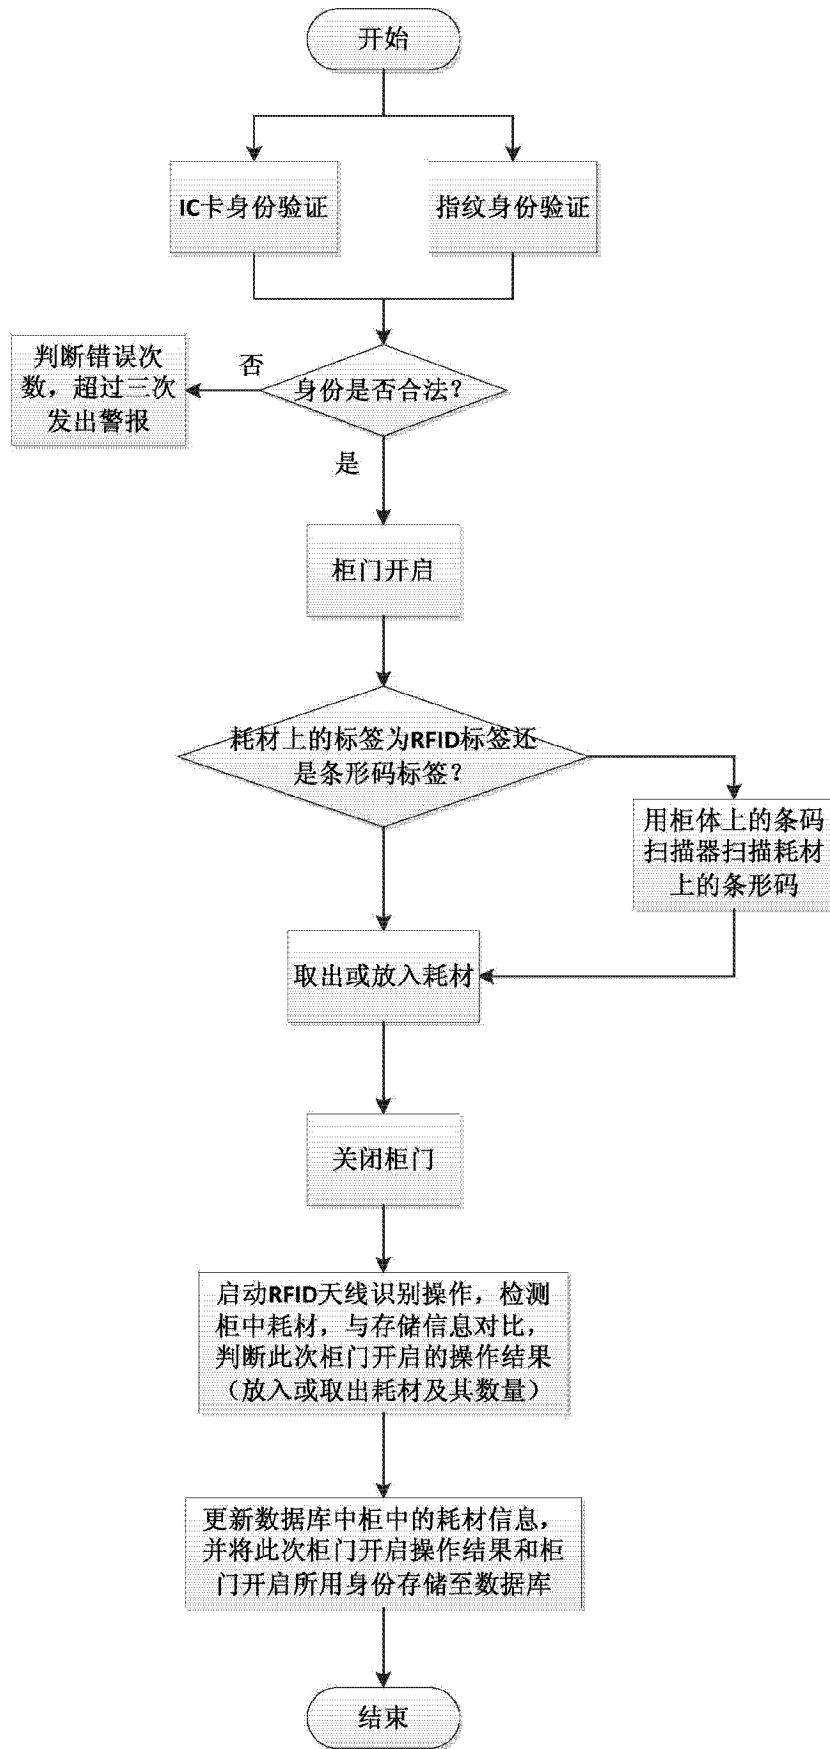 开始
IC卡身份验证
指纹身份验证
判断错误次
数，超过三次
发出警报
否
身份是否合法？
是
柜门开启
耗材上的标签为RFID标签还
是条形码标签？
用柜体上的条码
扫描器扫描耗材
上的条形码
取出或放入耗材
关闭柜门
启动RFID天线识别操作，检测
柜中耗材，与存储信息对比，
判断此次柜门开启的操作结果
（放入或取出耗材及其数量）
更新数据库中柜中的耗材信息，
并将此次柜门开启操作结果和柜
门开启所用身份存储至数据库
结束